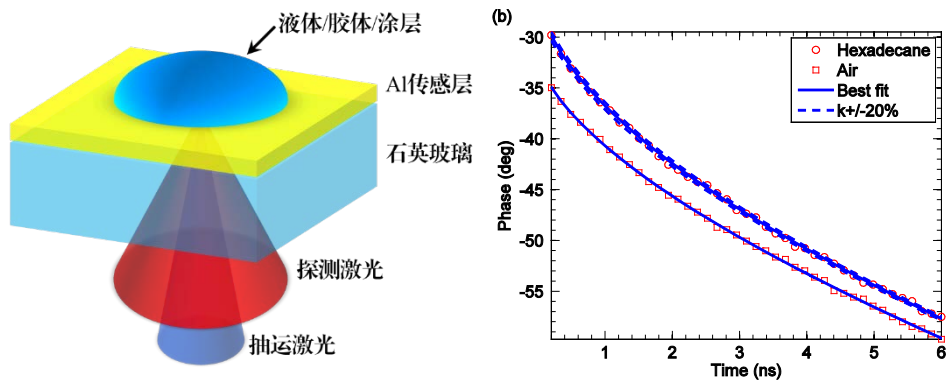 液体/胶体/涂层
Al传感层
石英玻璃
探测激光
抽运激光
(b)
-30
-35
-40
-45
-50
-55
Phase (deg)
1 2 3 4 5 6
Time (ns)
Hexadecane
Air
Best fit
k+/-20%